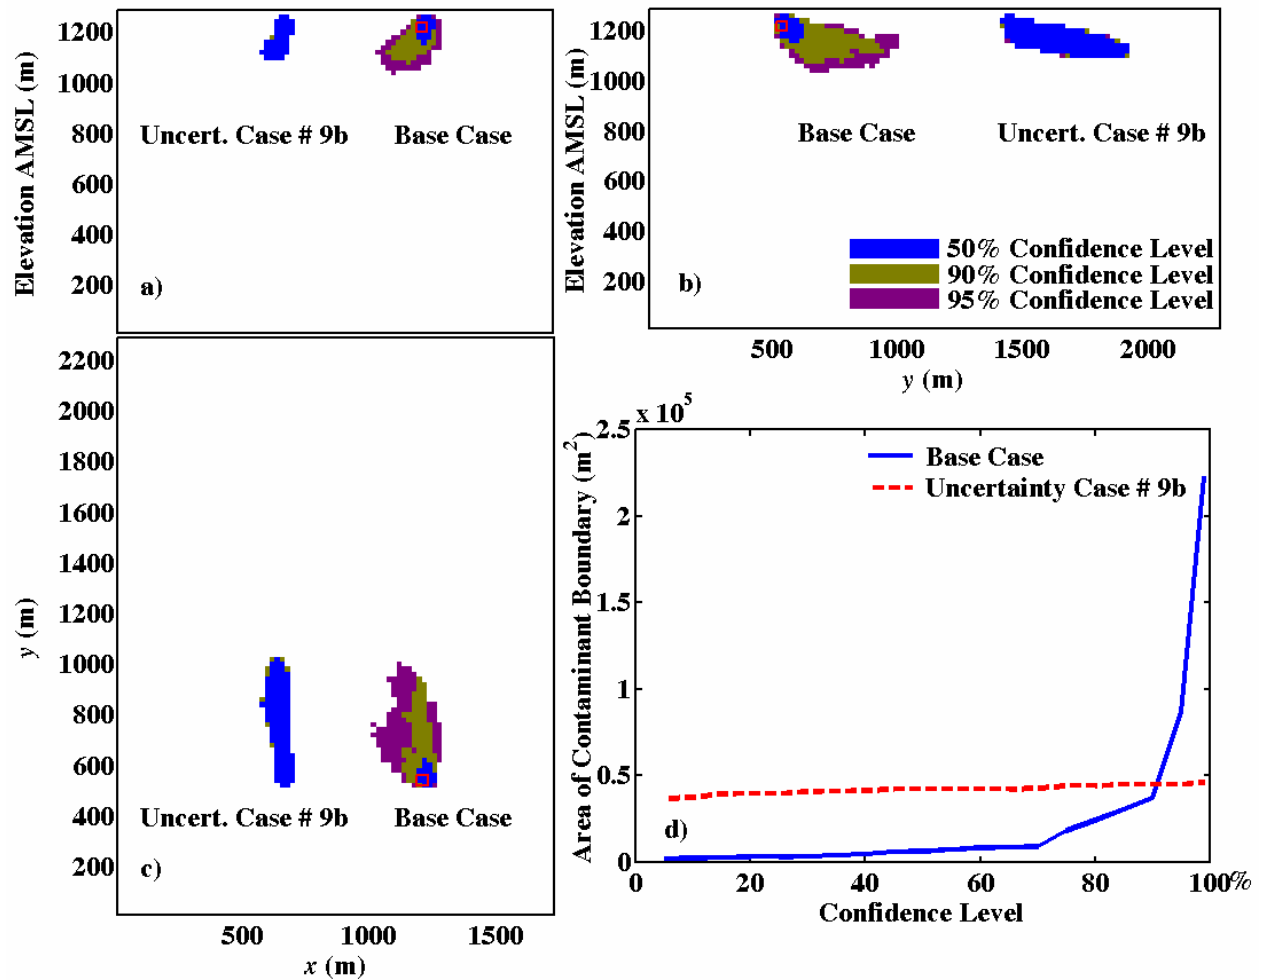 Elevation AMSL (m)
1200
1000
800
600
400
200
Uncert. Case # 9b
Base Case
a)
Elevation AMSL (m)
1200
1000
800
600
400
200
Base Case
Uncert. Case # 9b
50% Confidence Level
90% Confidence Level
95% Confidence Level
b)
500 1000 1500 2000
y (m)
y (m)
2200
2000
1800
1600
1400
1200
1000
800
600
400
200
Uncert. Case # 9b
Base Case
c)
500 1000 1500
x (m)
x 10^5
Area of Contaminant Boundary (m²)
2.5
2
1.5
1
0.5
0
Base Case
Uncertainty Case # 9b
d)
0 20 40 60 80 100%
Confidence Level